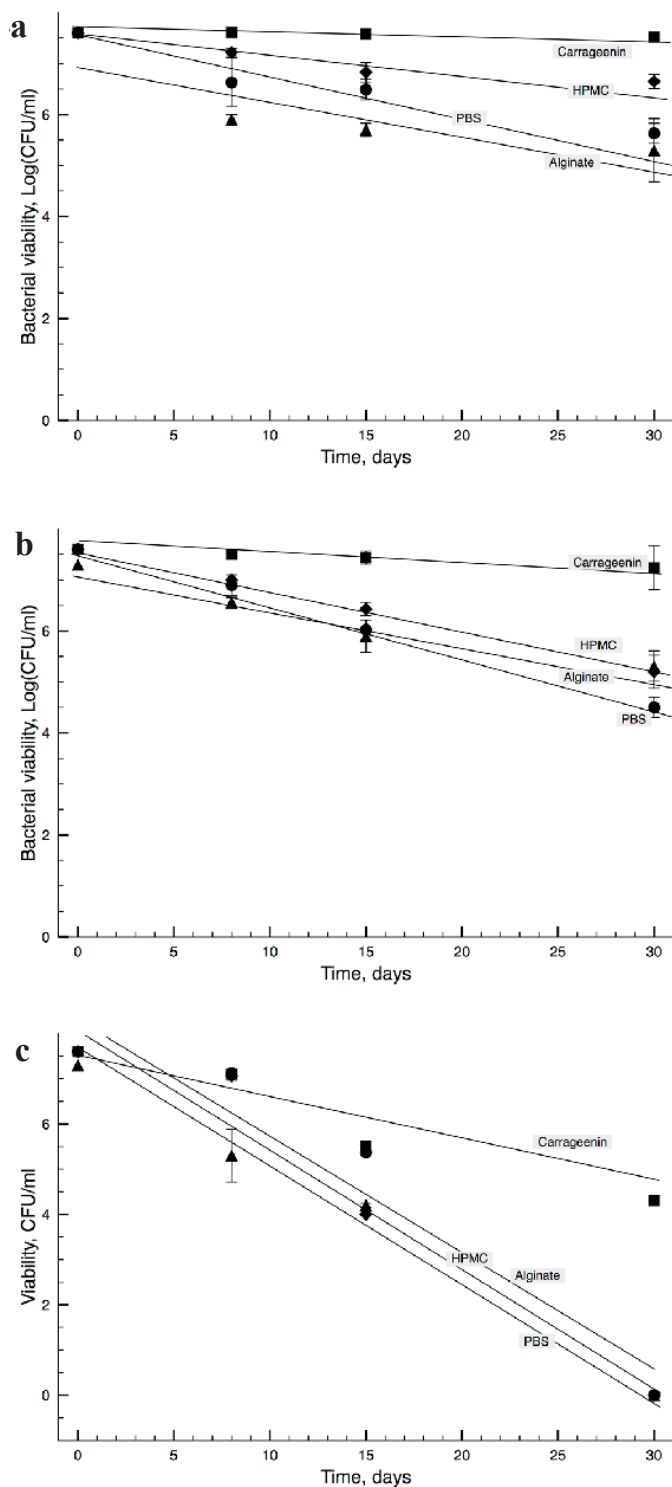 a
Bacterial viability, Log(CFU/ml)
6
4
2
0
Carrageenin
HPMC
PBS
Alginate
0 5 10 15 20 25 30
Time, days
b
Bacterial viability, Log(CFU/ml)
8
6
4
2
0
Carrageenin
HPMC
Alginate
PBS
0 5 10 15 20 25 30
Time, days
c
Viability, CFU/ml)
8
6
4
2
0
Carrageenin
HPMC
Alginate
PBS
0 5 10 15 20 25 30
Time, days